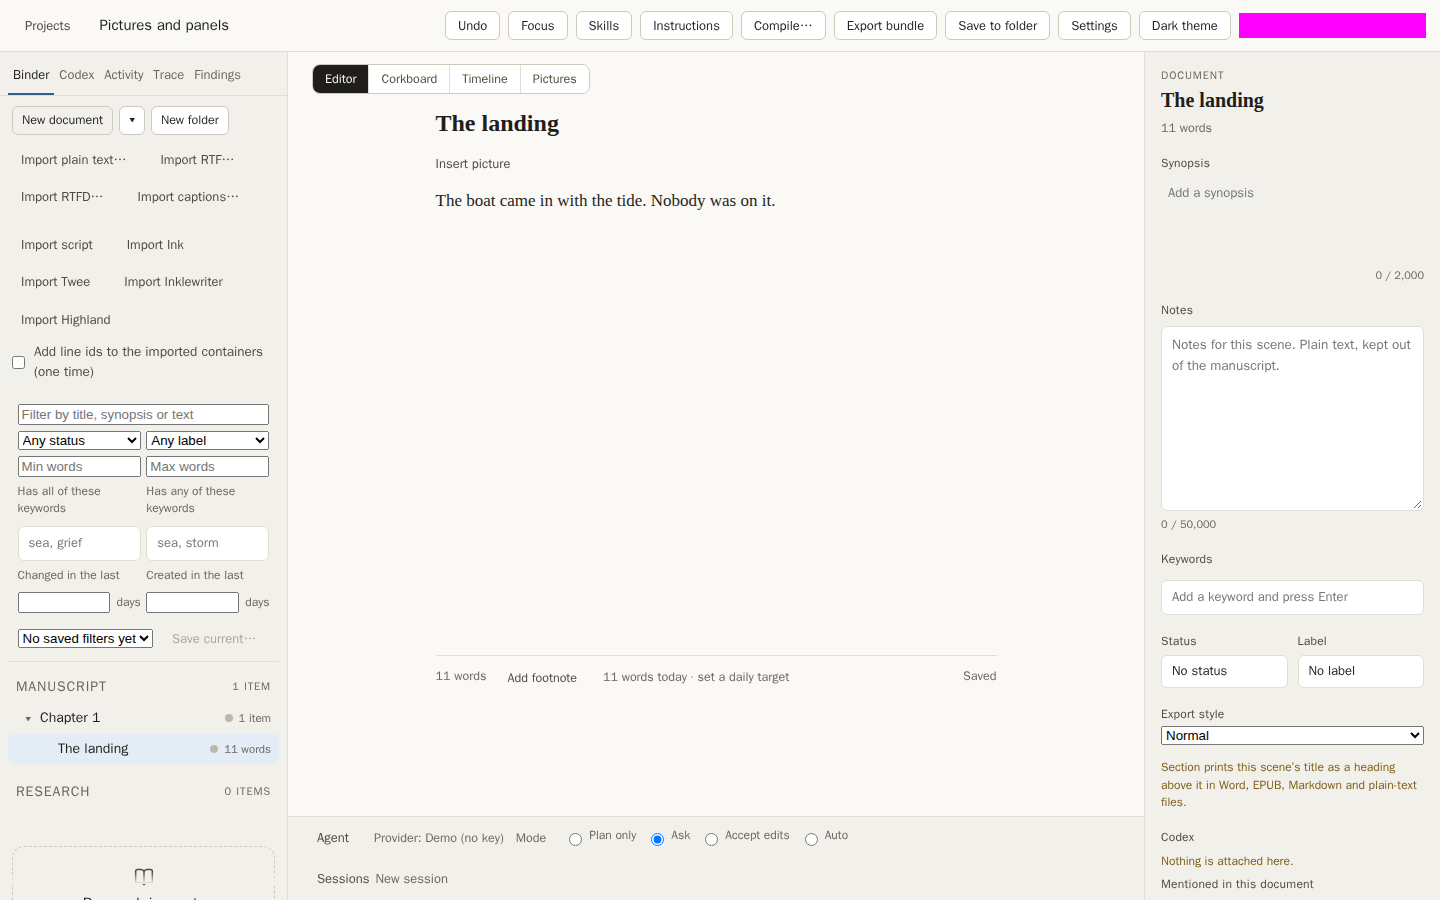 Projects
Pictures and panels
Undo
Focus
Skills
Instructions
Compile···
Export bundle
Save to folder
Settings
Dark theme
Binder
Codex
Activity
Trace
Findings
New document
New folder
Import plain text···
Import RTF···
Import RTFD···
Import captions···
Import script
Import Ink
Import Twee
Import Inklewriter
Import Highland
Add line ids to the imported containers
(one time)
Filter by title, synopsis or text
Any status
Any label
Min words
Max words
Has all of these
keywords
Has any of these
keywords
sea, grief
sea, storm
Changed in the last
Created in the last
days
days
No saved filters yet
Save current···
MANUSCRIPT
1 ITEM
Chapter 1
1 item
The landing
11 words
RESEARCH
0 ITEMS
Editor
Corkboard
Timeline
Pictures
The landing
Insert picture
The boat came in with the tide. Nobody was on it.
11 words
Add footnote
11 words today · set a daily target
Saved
Agent
Provider: Demo (no key)
Mode
Plan only
Ask
Accept edits
Auto
Sessions
New session
DOCUMENT
The landing
11 words
Synopsis
Add a synopsis
0 / 2,000
Notes
Notes for this scene. Plain text, kept out
of the manuscript.
0 / 50,000
Keywords
Add a keyword and press Enter
Status
Label
No status
No label
Export style
Normal
Section prints this scene's title as a heading
above it in Word, EPUB, Markdown and plain-text
files.
Codex
Nothing is attached here.
Mentioned in this document